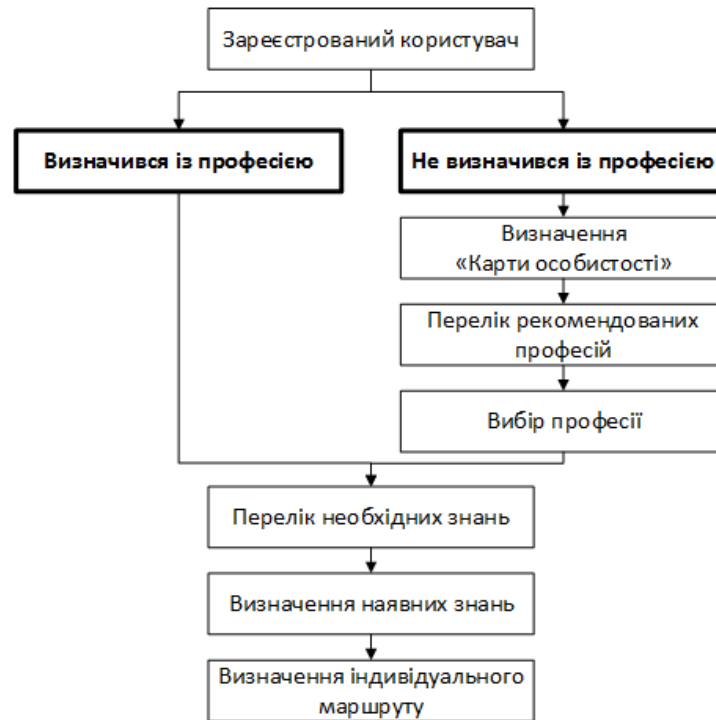 Зареєстрований користувач
Визначився із професією
Не визначився із професією
Визначення
«Карти особистості»
Перелік рекомендованих
професій
Вибір професії
Перелік необхідних знань
Визначення наявних знань
Визначення індивідуального
маршруту